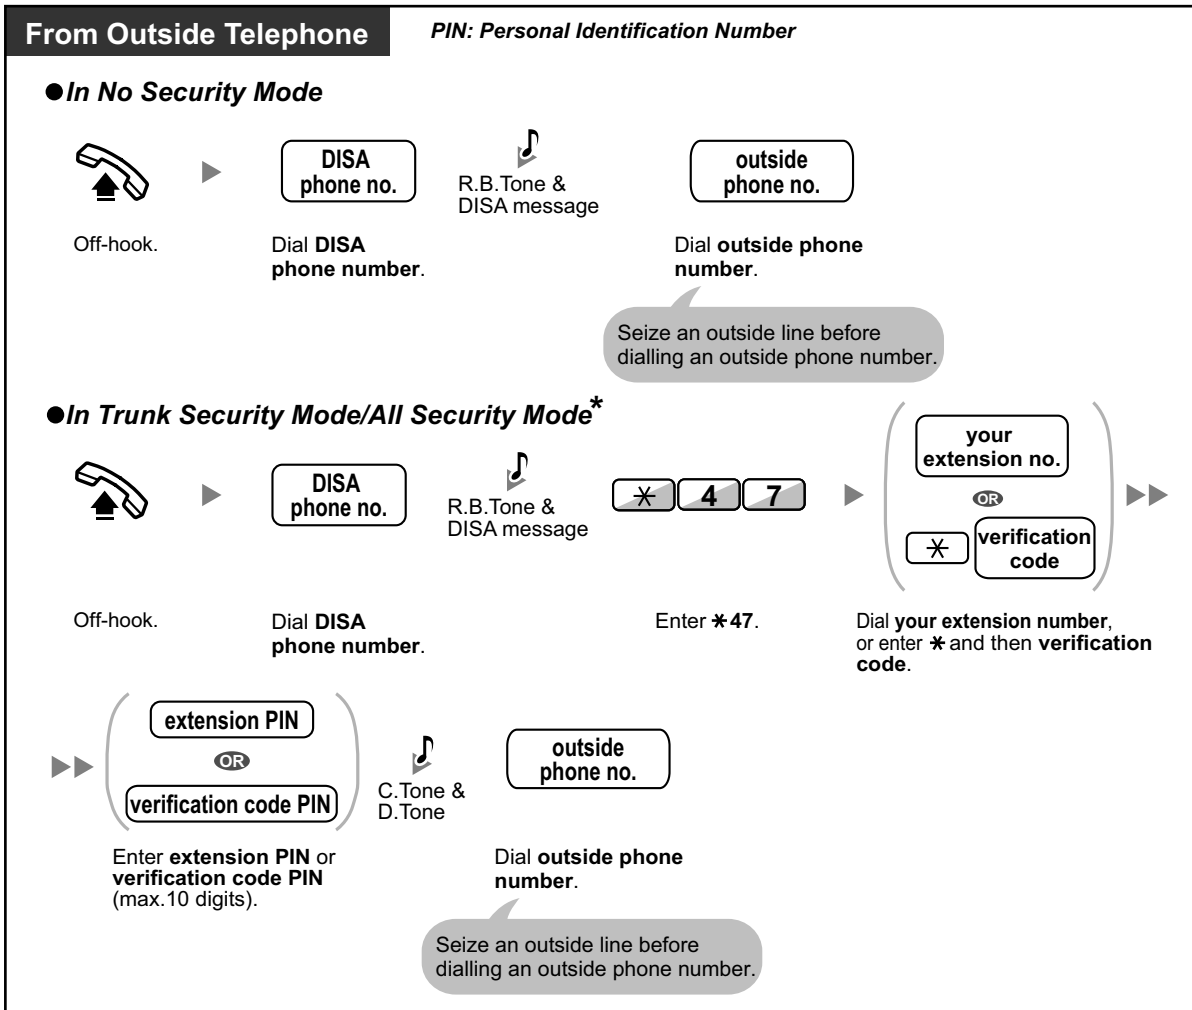 From Outside Telephone
PIN: Personal Identification Number
●In No Security Mode
DISA
phone no.
R.B.Tone &
DISA message
outside
phone no.
Off-hook.
Dial DISA
phone number.
Dial outside phone
number.
Seize an outside line before
dialling an outside phone number.
●In Trunk Security Mode/All Security Mode*
DISA
phone no.
R.B.Tone &
DISA message
* 4 7
your
extension no.
OR
* verification
code
Off-hook.
Dial DISA
phone number.
Enter *47.
Dial your extension number,
or enter * and then verification
code.
extension PIN
OR
verification code PIN
C.Tone &
D.Tone
outside
phone no.
Enter extension PIN or
verification code PIN
(max.10 digits).
Dial outside phone
number.
Seize an outside line before
dialling an outside phone number.